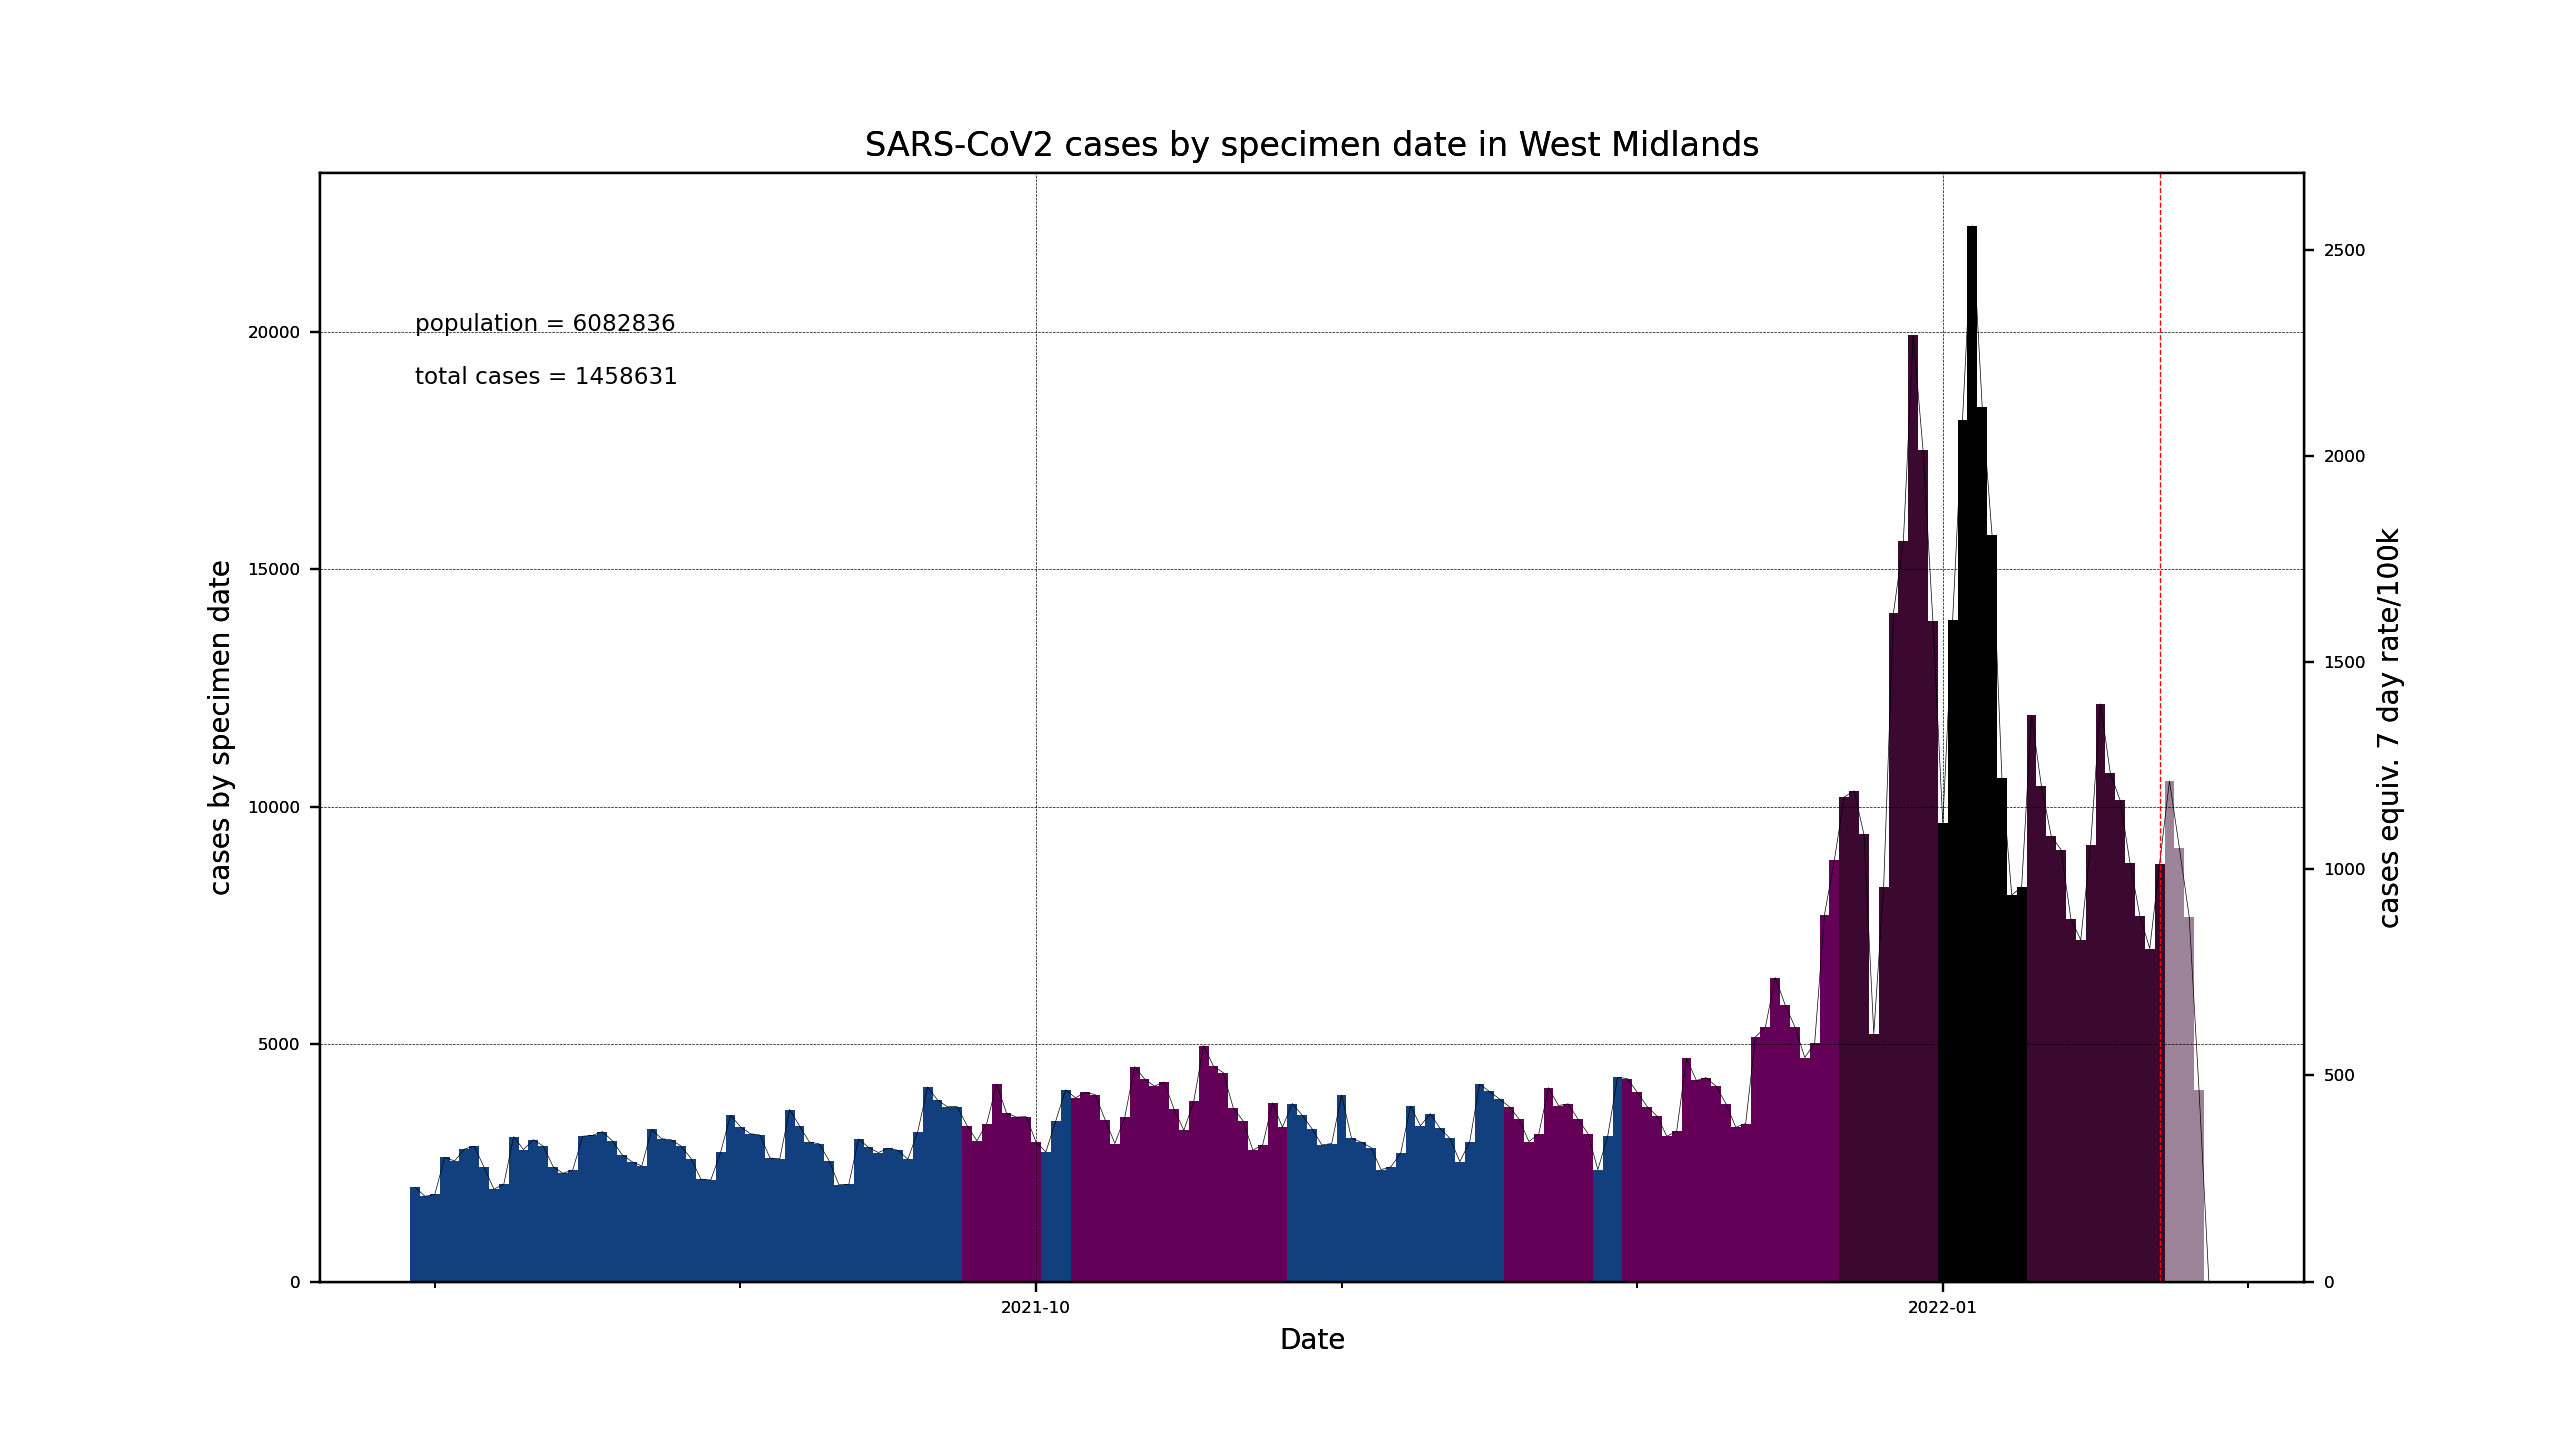 SARS-CoV2 cases by specimen date in West Midlands
population = 6082836
total cases = 1458631
cases by specimen date
20000
15000
10000
5000
0
2500
2000
1500
1000
500
0
cases equiv. 7 day rate/100k
2021-10
2022-01
Date